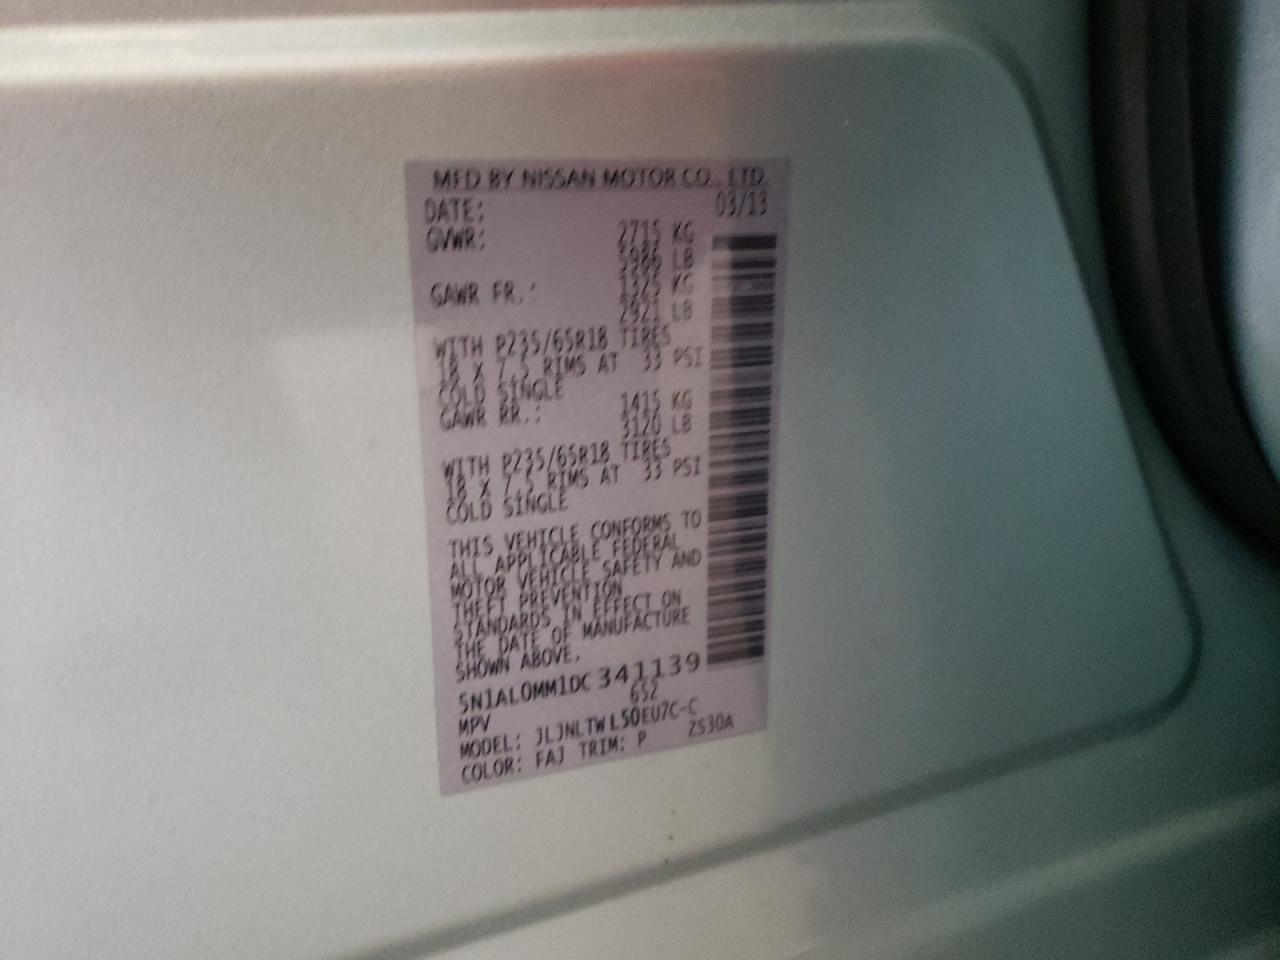 MFD BY NISSAN MOTOR CO., LTD.
DATE: 03/13
GVWR: 2715 KG
5986 LB
GAWR FR.: 1325 KG
2921 LB
WITH P235/65R18 TIRES
18 X 7.5 RIMS AT 33 PSI
COLD SINGLE
GAWR RR.: 1415 KG
3120 LB
WITH P235/65R18 TIRES
18 X 7.5 RIMS AT 33 PSI
COLD SINGLE
THIS VEHICLE CONFORMS TO
ALL APPLICABLE FEDERAL
MOTOR VEHICLE SAFETY AND
THEFT PREVENTION
STANDARDS IN EFFECT ON
THE DATE OF MANUFACTURE
SHOWN ABOVE.
5N1AL0MM1DC341139
MPV 652
MODEL: JLJNLTWL50EU7C-C
COLOR: FAJ TRIM: P ZS30A